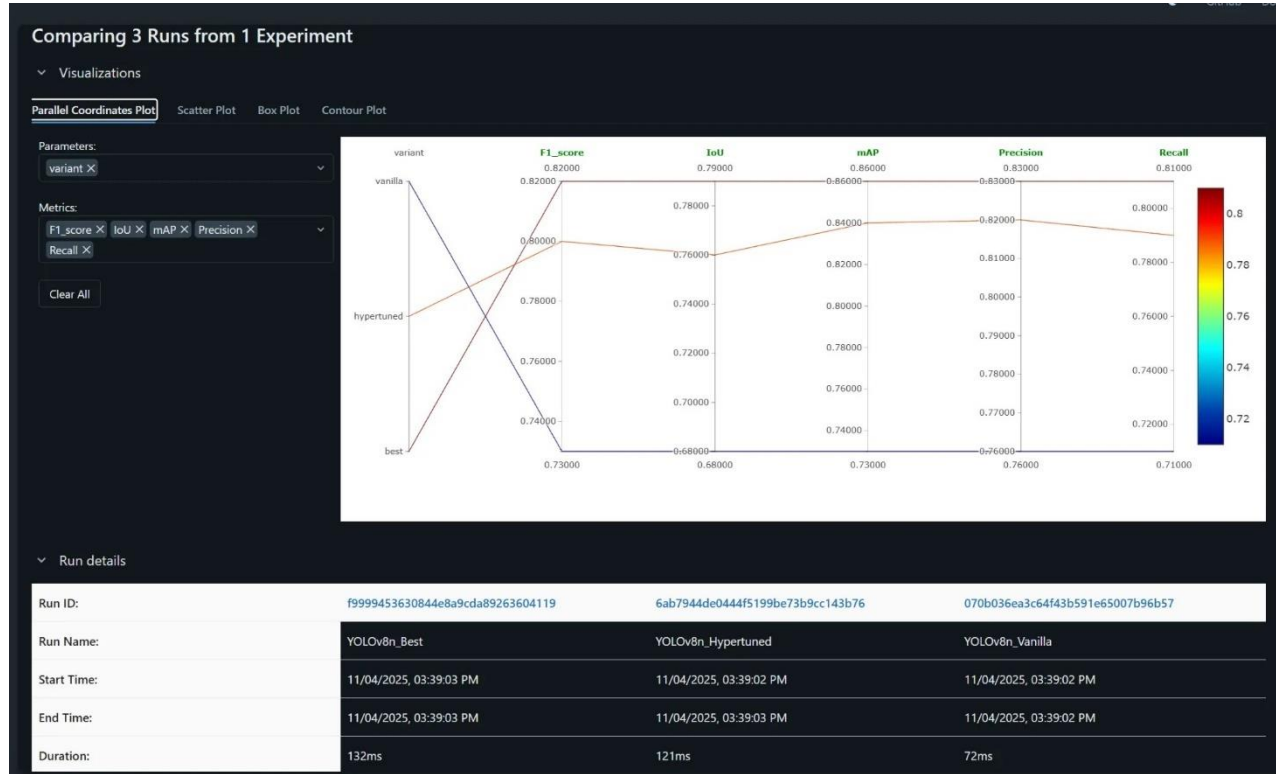 GitHub
Comparing 3 Runs from 1 Experiment
Visualizations
Parallel Coordinates Plot Scatter Plot Box Plot Contour Plot
Parameters:
variant ×
Metrics:
F1_score × IoU × mAP × Precision ×
Recall ×
Clear All
variant F1_score IoU mAP Precision Recall
0.82000 0.79000 0.86000 0.83000 0.81000
vanilla
hypertuned
best
0.82000
0.80000
0.78000
0.76000
0.74000
0.73000
0.78000
0.76000
0.74000
0.72000
0.70000
0.68000
0.68000
0.86000
0.84000
0.82000
0.80000
0.78000
0.76000
0.74000
0.73000
0.83000
0.82000
0.81000
0.80000
0.79000
0.78000
0.77000
0.76000
0.76000
0.80000
0.78000
0.76000
0.74000
0.72000
0.71000
0.8
0.78
0.76
0.74
0.72
Run details
Run ID: f9999453630844e8a9cda89263604119 6ab7944de0444f5199be73b9cc143b76 070b036ea3c64f43b591e65007b96b57
Run Name: YOLOv8n_Best YOLOv8n_Hypertuned YOLOv8n_Vanilla
Start Time: 11/04/2025, 03:39:03 PM 11/04/2025, 03:39:02 PM 11/04/2025, 03:39:02 PM
End Time: 11/04/2025, 03:39:03 PM 11/04/2025, 03:39:03 PM 11/04/2025, 03:39:02 PM
Duration: 132ms 121ms 72ms